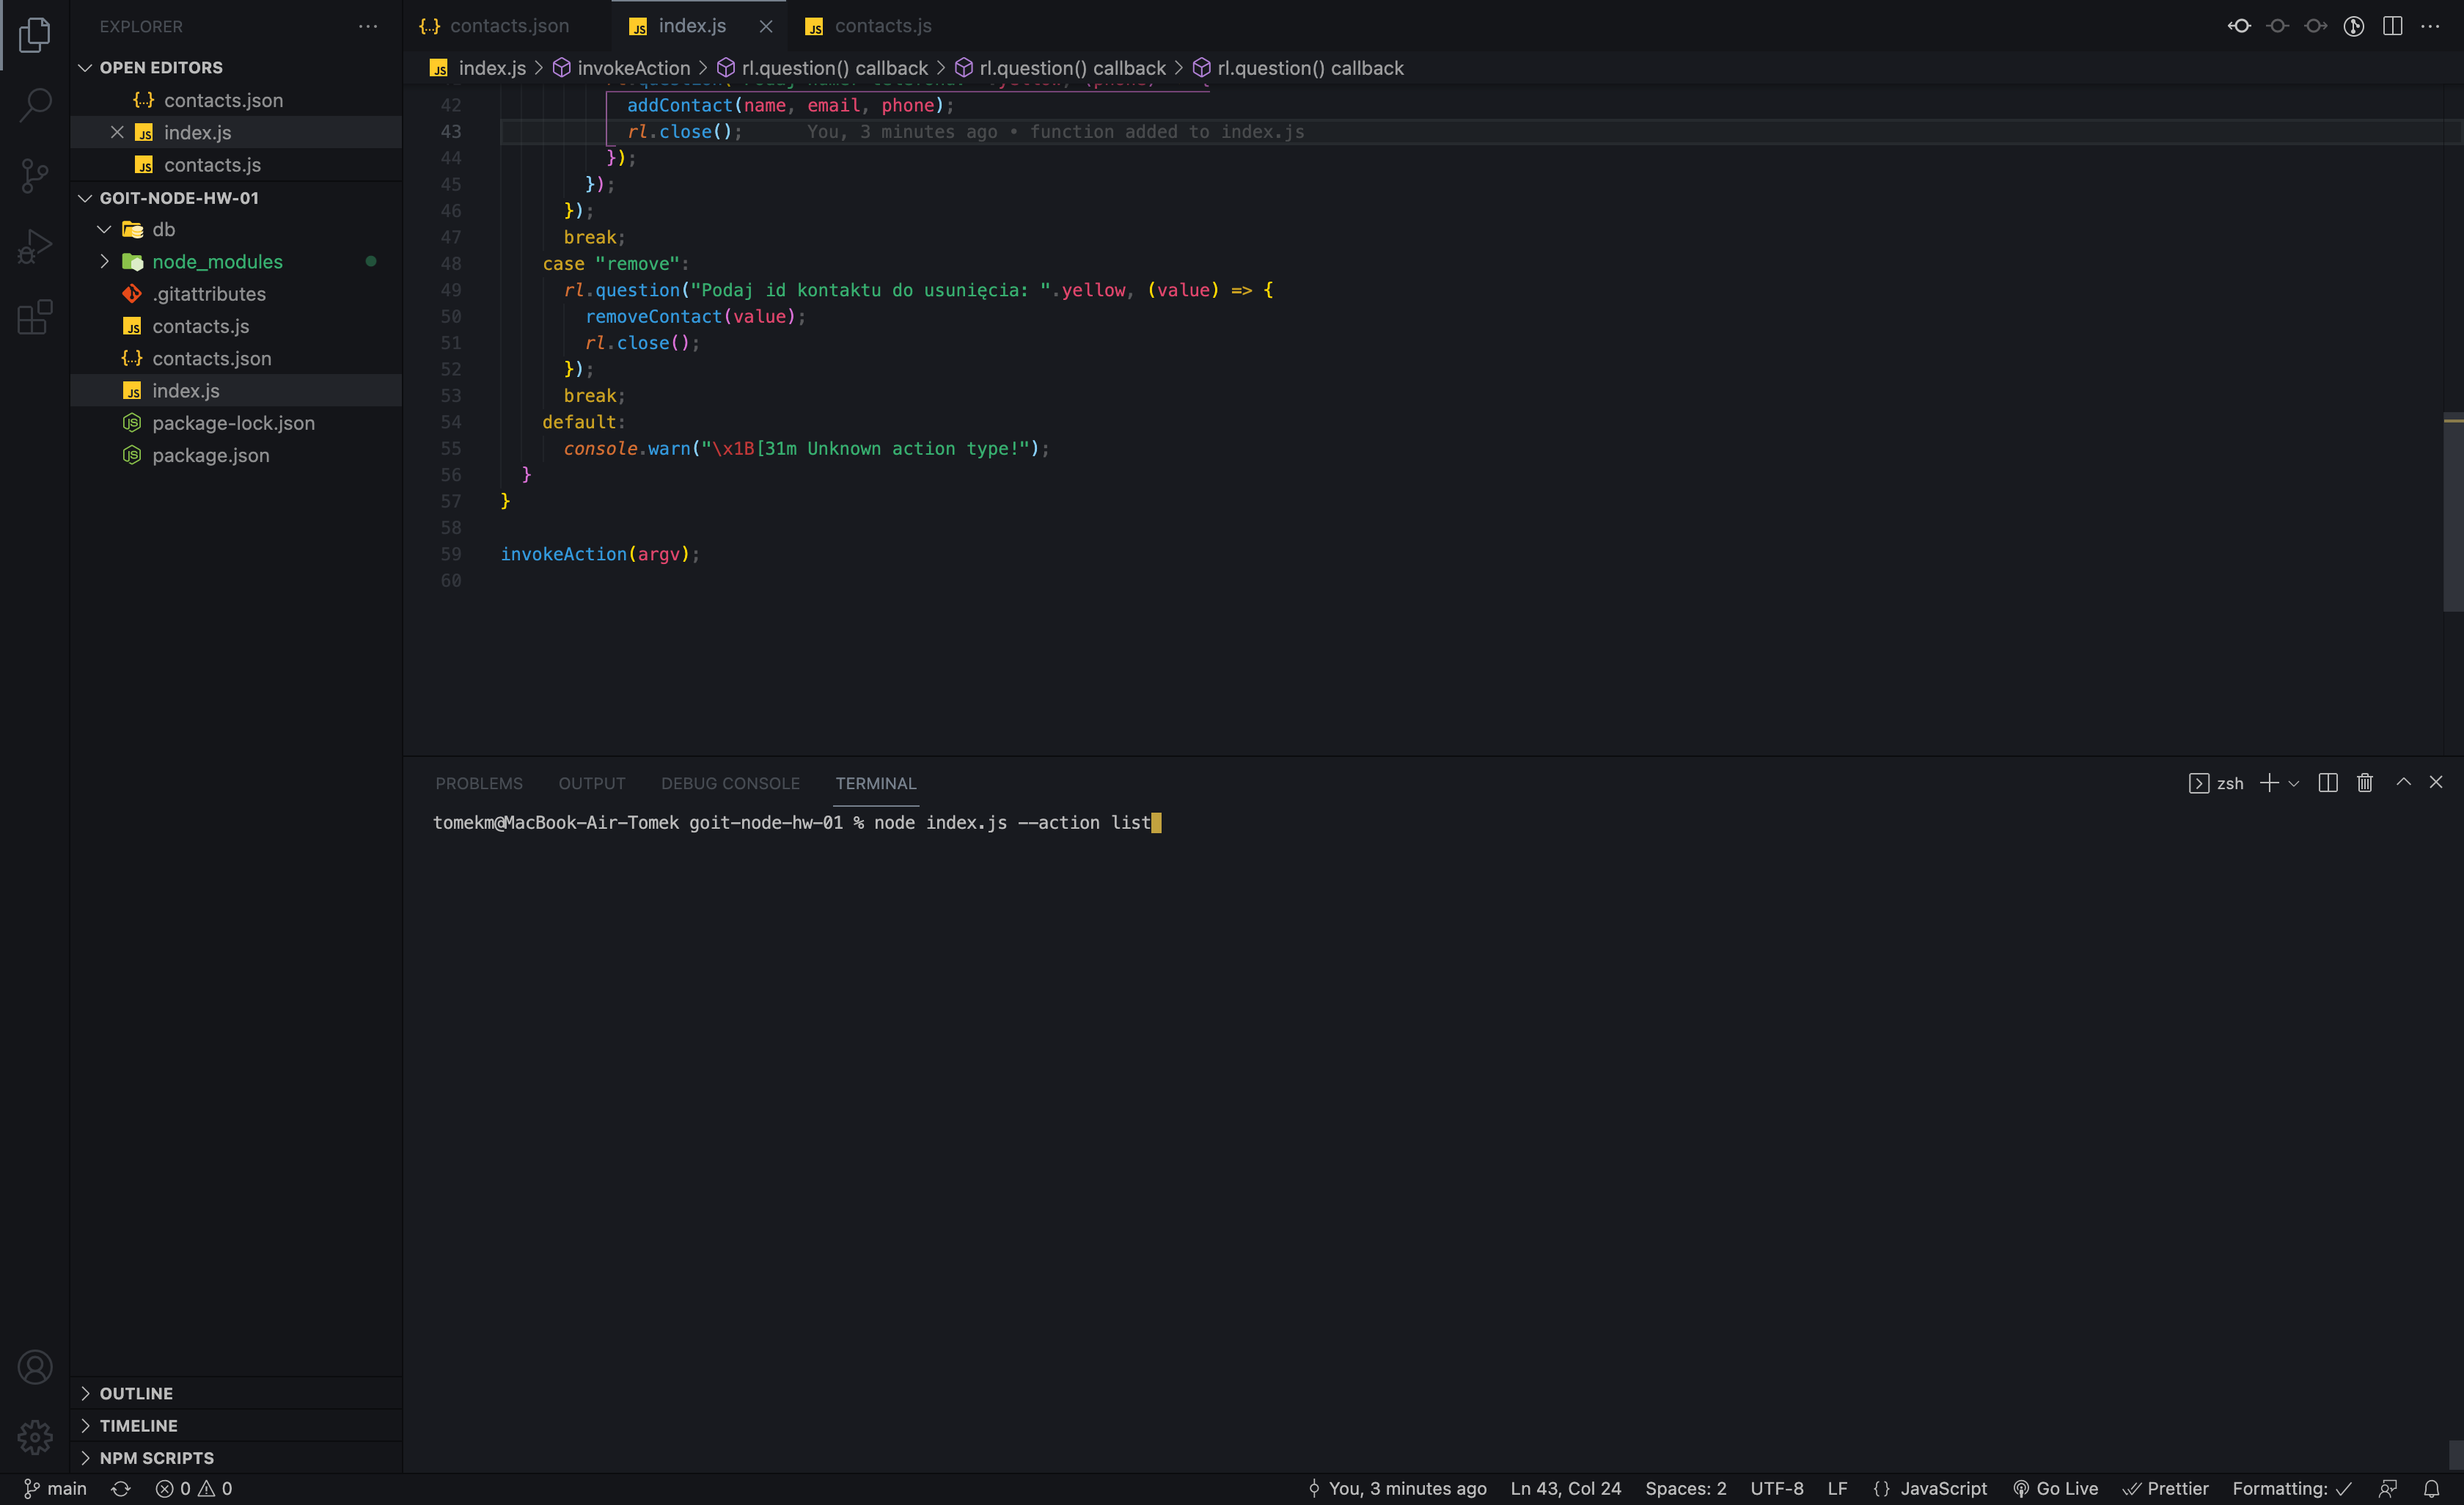 EXPLORER
OPEN EDITORS
contacts.json
index.js
contacts.js
GOIT-NODE-HW-01
db
node_modules
.gitattributes
contacts.js
contacts.json
index.js
package-lock.json
package.json
OUTLINE
TIMELINE
NPM SCRIPTS
contacts.json index.js contacts.js
index.js > invokeAction > rl.question() callback > rl.question() callback > rl.question() callback
42 addContact(name, email, phone);
43 rl.close(); You, 3 minutes ago • function added to index.js
44 });
45 });
46 });
47 break;
48 case "remove":
49 rl.question("Podaj id kontaktu do usunięcia: ".yellow, (value) => {
50 removeContact(value);
51 rl.close();
52 });
53 break;
54 default:
55 console.warn("\x1B[31m Unknown action type!");
56 }
57 }
58
59 invokeAction(argv);
60
PROBLEMS OUTPUT DEBUG CONSOLE TERMINAL zsh
tomekm@MacBook-Air-Tomek goit-node-hw-01 % node index.js --action list
main 0 0 You, 3 minutes ago Ln 43, Col 24 Spaces: 2 UTF-8 LF {} JavaScript Go Live Prettier Formatting: ✓